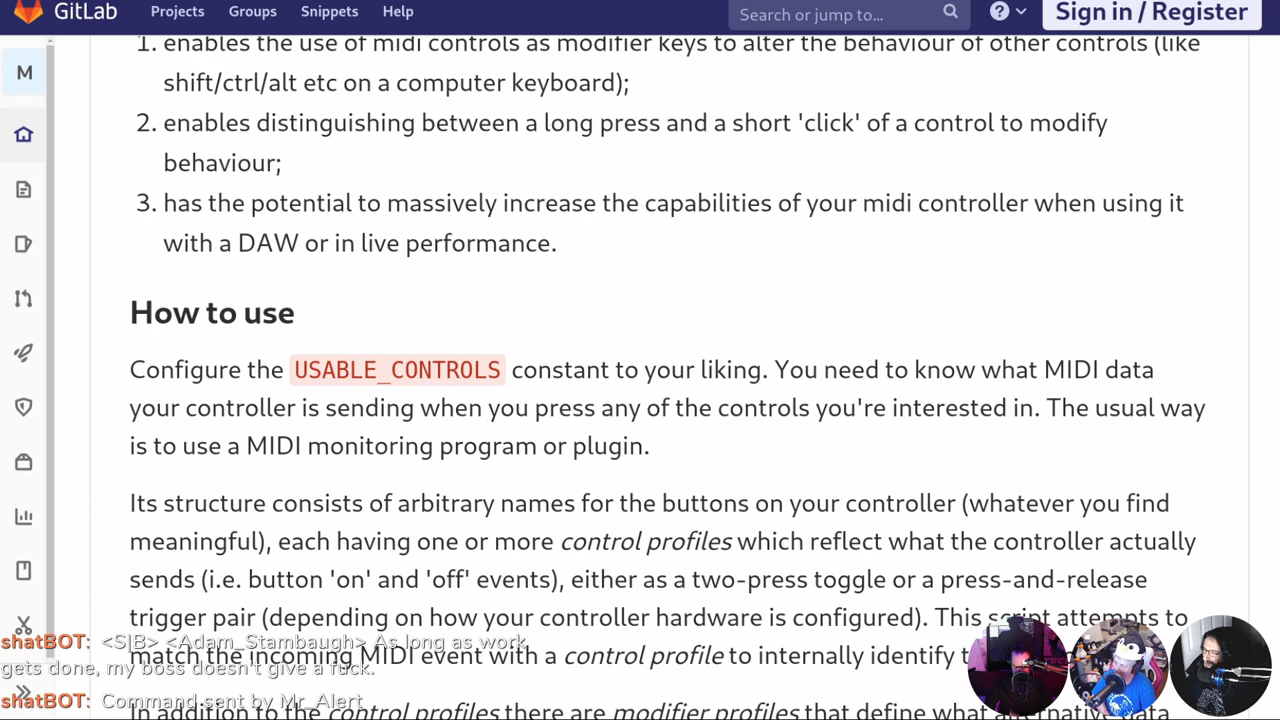 GitLab Projects Groups Snippets Help Search or jump to... Sign in / Register
M
1. enables the use of midi controls as modifier keys to alter the behaviour of other controls (like
shift/ctrl/alt etc on a computer keyboard);
2. enables distinguishing between a long press and a short 'click' of a control to modify
behaviour;
3. has the potential to massively increase the capabilities of your midi controller when using it
with a DAW or in live performance.
How to use
Configure the USABLE_CONTROLS constant to your liking. You need to know what MIDI data
your controller is sending when you press any of the controls you're interested in. The usual way
is to use a MIDI monitoring program or plugin.
Its structure consists of arbitrary names for the buttons on your controller (whatever you find
meaningful), each having one or more control profiles which reflect what the controller actually
sends (i.e. button 'on' and 'off' events), either as a two-press toggle or a press-and-release
trigger pair (depending on how your controller hardware is configured). This script attempts to
match the incoming MIDI event with a control profile to internally identify
In addition to the control profiles there are modifier profiles that define what alternative data
shatBOT: <S|B> <Adam_Stambaugh> As long as work
gets done, my boss doesn't give a fuck.
shatBOT: Command sent by Mr_Alert